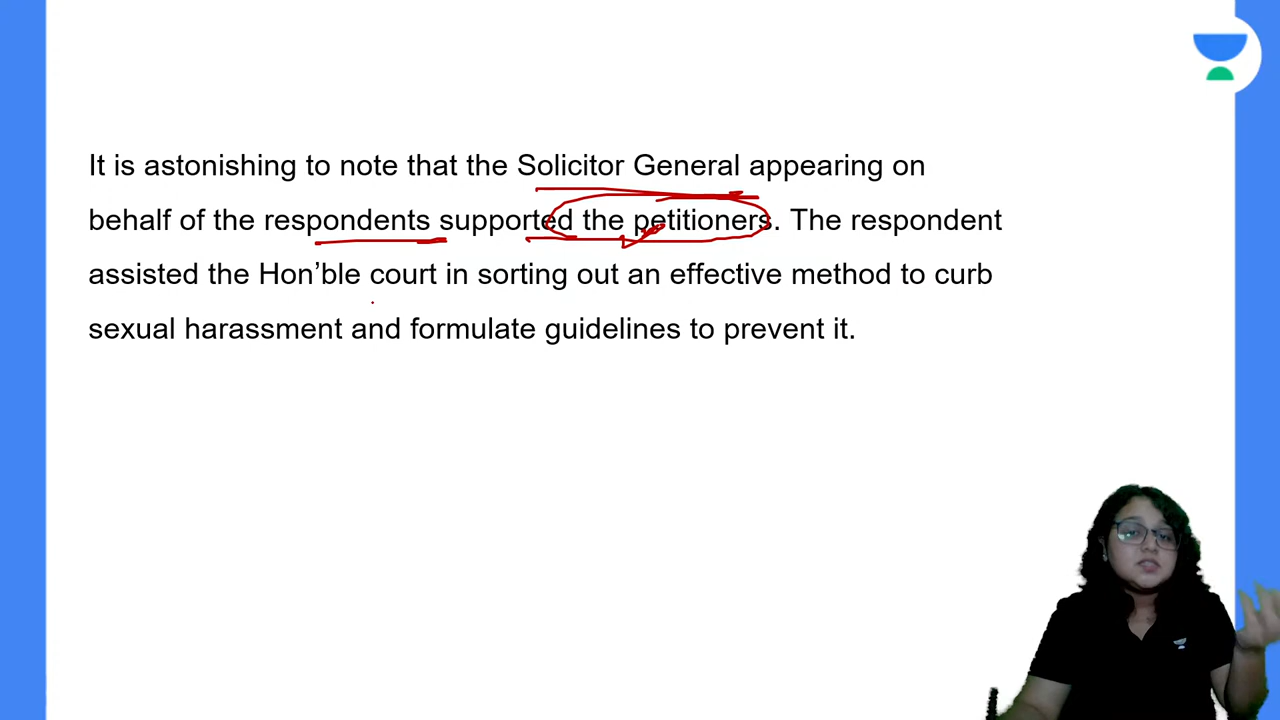 It is astonishing to note that the Solicitor General appearing on
behalf of the respondents supported the petitioners. The respondent
assisted the Hon’ble court in sorting out an effective method to curb
sexual harassment and formulate guidelines to prevent it.